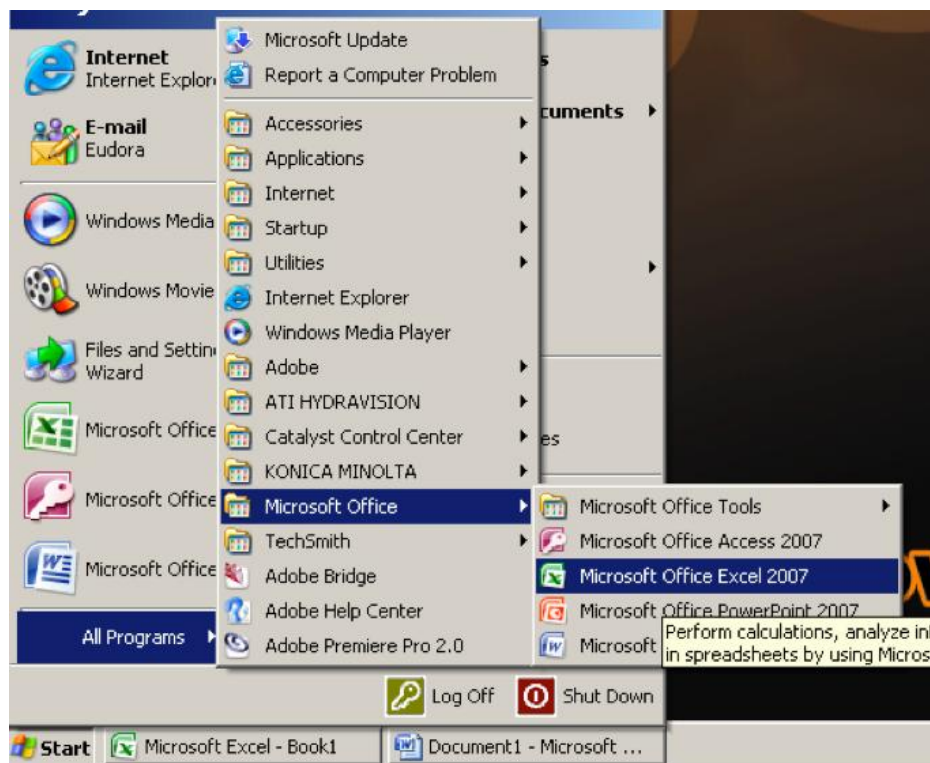 Internet
Internet Explor
E-mail
Eudora
Windows Media
Windows Movie
Files and Settin
Wizard
Microsoft Office
Microsoft Office
Microsoft Office
All Programs
Microsoft Update
Report a Computer Problem
Accessories
Applications
Internet
Startup
Utilities
Internet Explorer
Windows Media Player
Adobe
ATI HYDRAVISION
Catalyst Control Center
KONICA MINOLTA
Microsoft Office
TechSmith
Adobe Bridge
Adobe Help Center
Adobe Premiere Pro 2.0
s
cuments
es
Microsoft Office Tools
Microsoft Office Access 2007
Microsoft Office Excel 2007
Microsoft Office PowerPoint 2007
Microsoft
Perform calculations, analyze in
in spreadsheets by using Micros
Log Off
Shut Down
Start
Microsoft Excel - Book1
Document1 - Microsoft ...